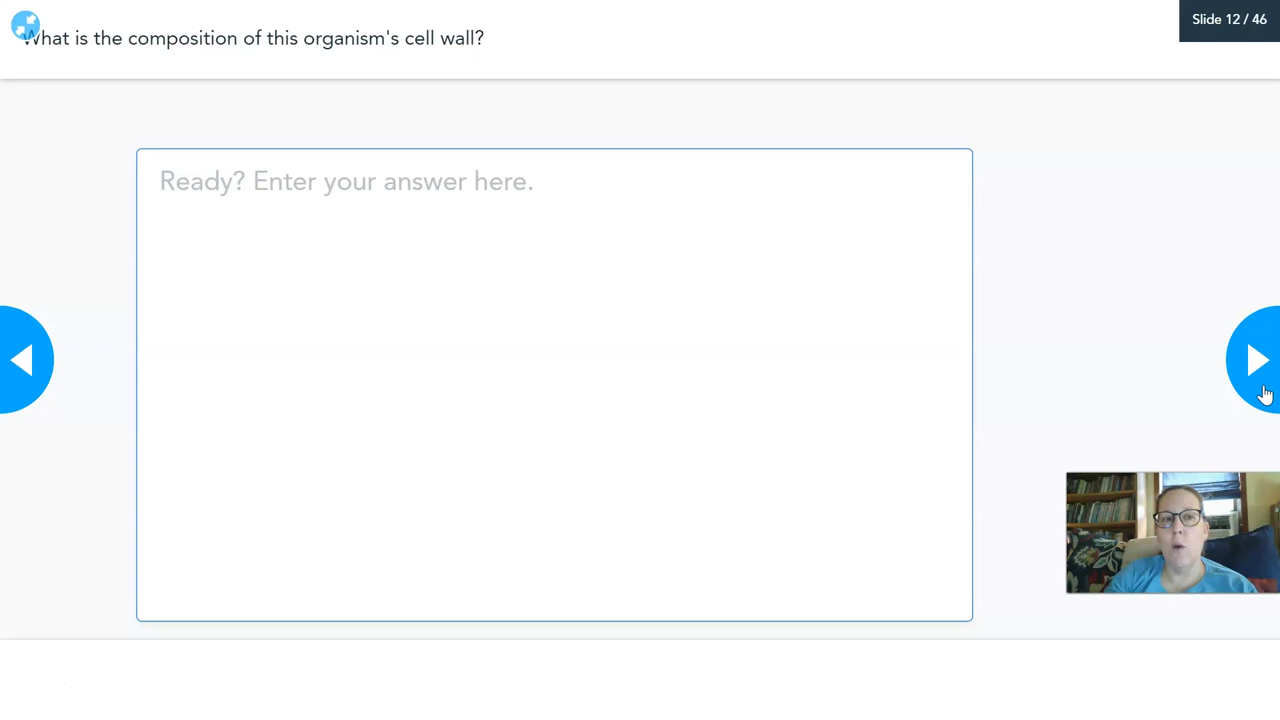 What is the composition of this organism's cell wall?
Slide 12 / 46
Ready? Enter your answer here.